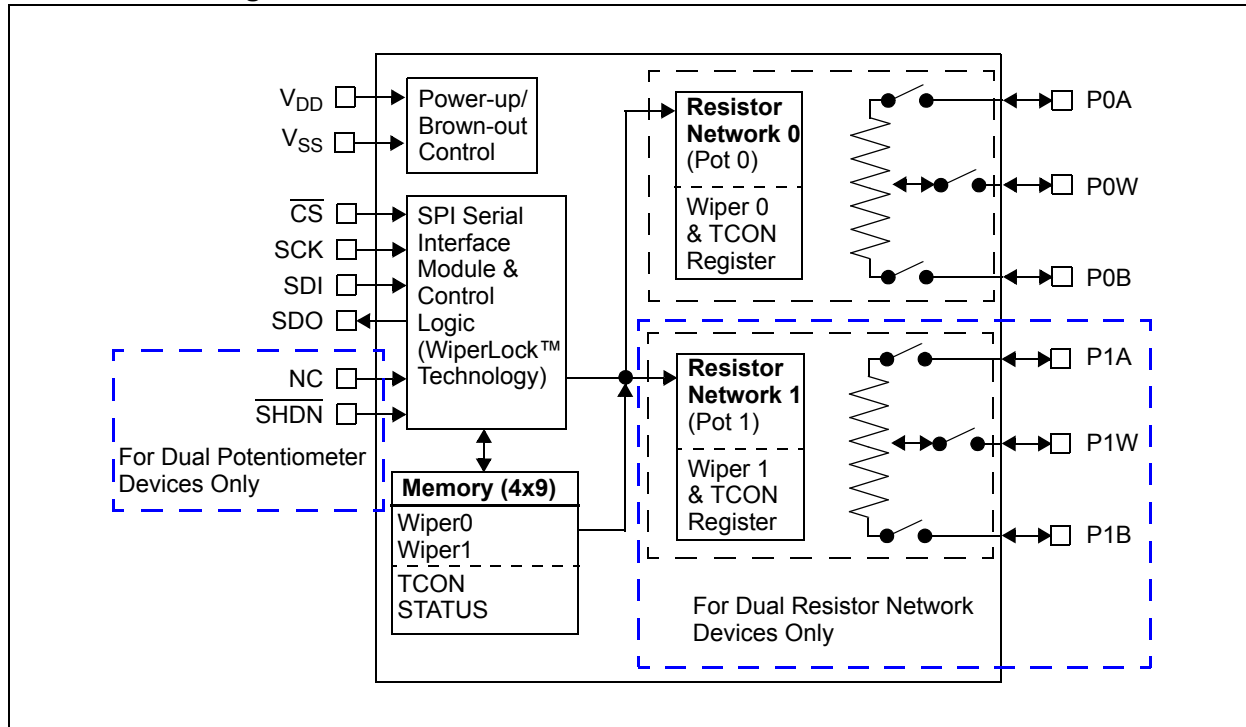 V_DD
V_SS
Power-up/
Brown-out
Control
CS
SCK
SDI
SDO
NC
SHDN
SPI Serial
Interface
Module &
Control
Logic
(WiperLock™
Technology)
For Dual Potentiometer
Devices Only
Memory (4x9)
Wiper0
Wiper1
TCON
STATUS
Resistor
Network 0
(Pot 0)
Wiper 0
& TCON
Register
P0A
P0W
P0B
Resistor
Network 1
(Pot 1)
Wiper 1
& TCON
Register
P1A
P1W
P1B
For Dual Resistor Network
Devices Only